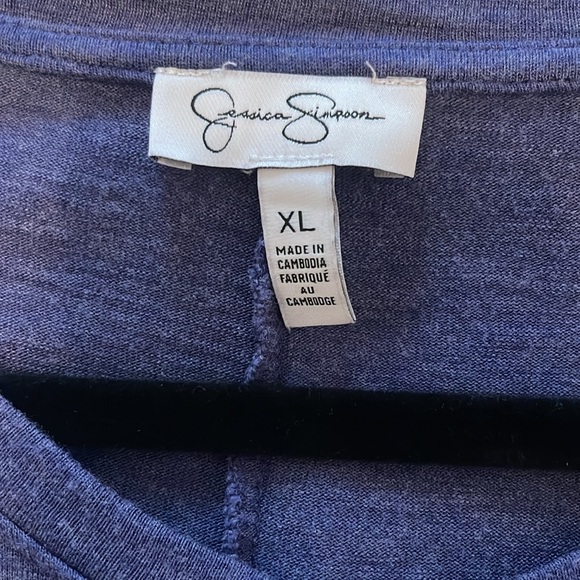 Jessica Simpson
XL
MADE IN
CAMBODIA
FABRIQUÉ
AU
CAMBODGE